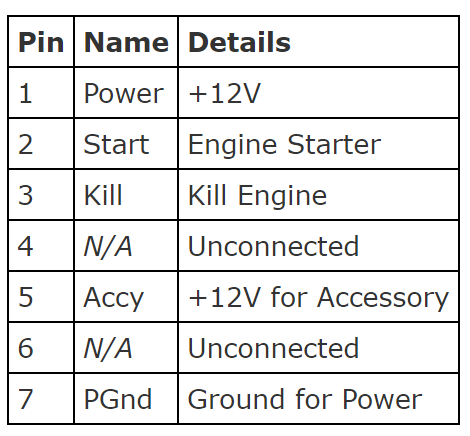 Pin Name Details
1 Power +12V
2 Start Engine Starter
3 Kill Kill Engine
4 N/A Unconnected
5 Accy +12V for Accessory
6 N/A Unconnected
7 PGnd Ground for Power